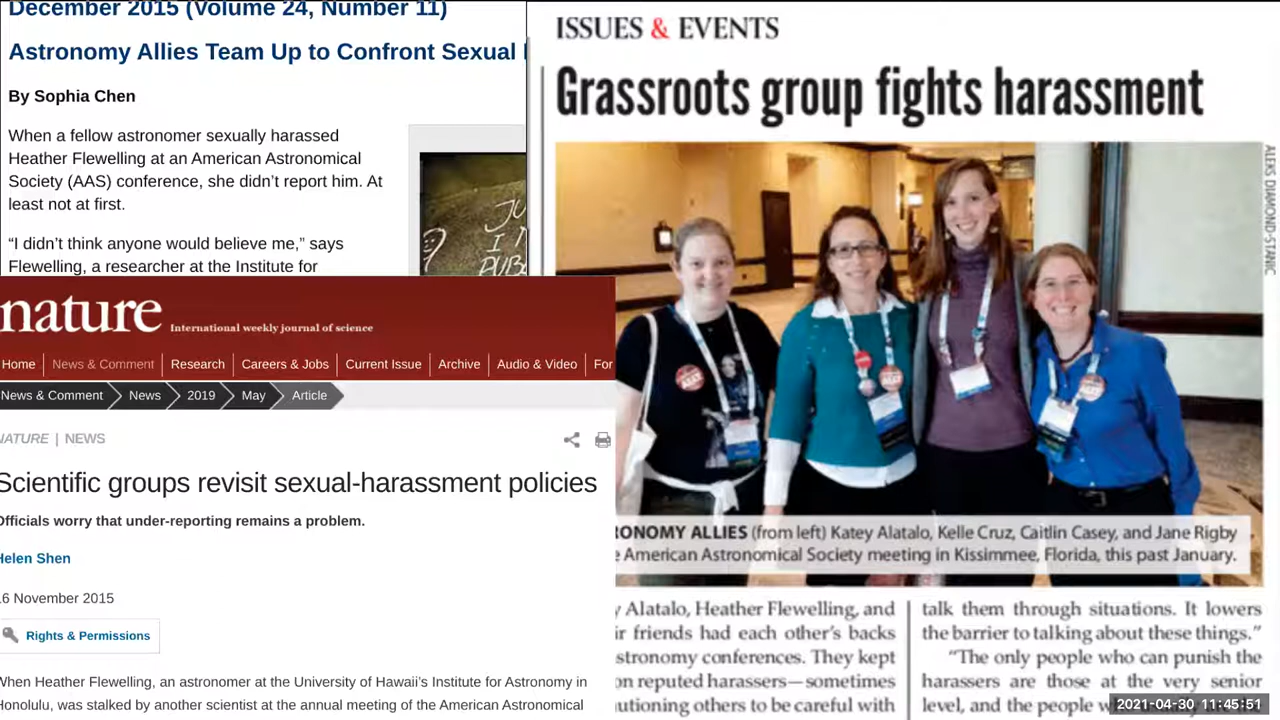 December 2015 (Volume 24, Number 11)
Astronomy Allies Team Up to Confront Sexual
By Sophia Chen
When a fellow astronomer sexually harassed
Heather Flewelling at an American Astronomical
Society (AAS) conference, she didn’t report him. At
least not at first.
“I didn’t think anyone would believe me,” says
Flewelling, a researcher at the Institute for
ISSUES & EVENTS
Grassroots group fights harassment
ALEKS DIAMOND-STANIC
RONOMY ALLIES (from left) Katey Alatalo, Kelle Cruz, Caitlin Casey, and Jane Rigby
e American Astronomical Society meeting in Kissimmee, Florida, this past January.
y Alatalo, Heather Flewelling, and
ir friends had each other’s backs
stronomy conferences. They kept
on reputed harassers—sometimes
utioning others to be careful with
talk them through situations. It lowers
the barrier to talking about these things.”
“The only people who can punish the
harassers are those at the very senior
level, and the people w
nature International weekly journal of science
Home News & Comment Research Careers & Jobs Current Issue Archive Audio & Video For
News & Comment News 2019 May Article
NATURE | NEWS
Scientific groups revisit sexual-harassment policies
Officials worry that under-reporting remains a problem.
Helen Shen
16 November 2015
Rights & Permissions
When Heather Flewelling, an astronomer at the University of Hawaii’s Institute for Astronomy in
Honolulu, was stalked by another scientist at the annual meeting of the American Astronomical
2021-04-30 11:45:51